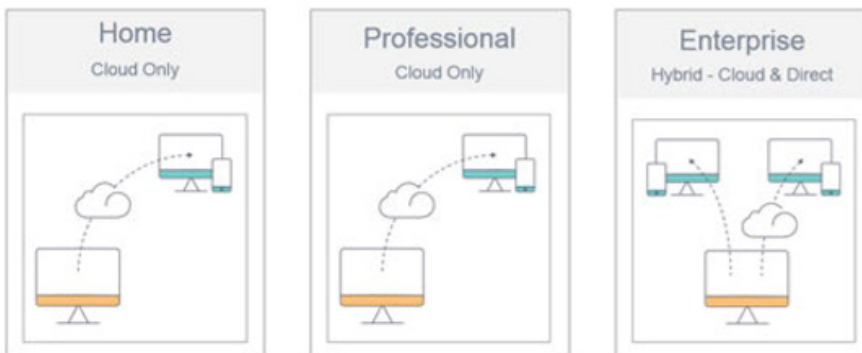 Home
Cloud Only
Professional
Cloud Only
Enterprise
Hybrid - Cloud & Direct